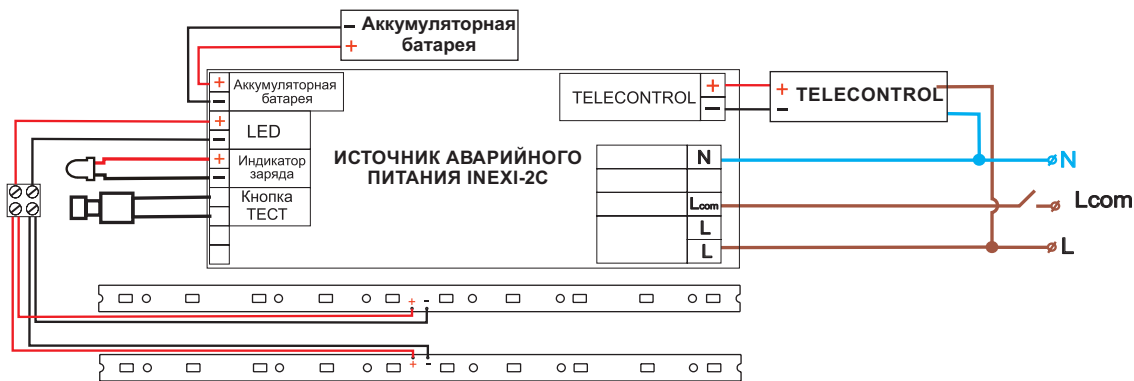 − Аккумуляторная
+ батарея
+ Аккумуляторная
− батарея
+ LED
−
+ Индикатор
− заряда
Кнопка
ТЕСТ
ИСТОЧНИК АВАРИЙНОГО
ПИТАНИЯ INEXI-2C
TELECONTROL +
−
+ TELECONTROL
−
N
Lcom
L
L
N
Lcom
L
+ −
+ −